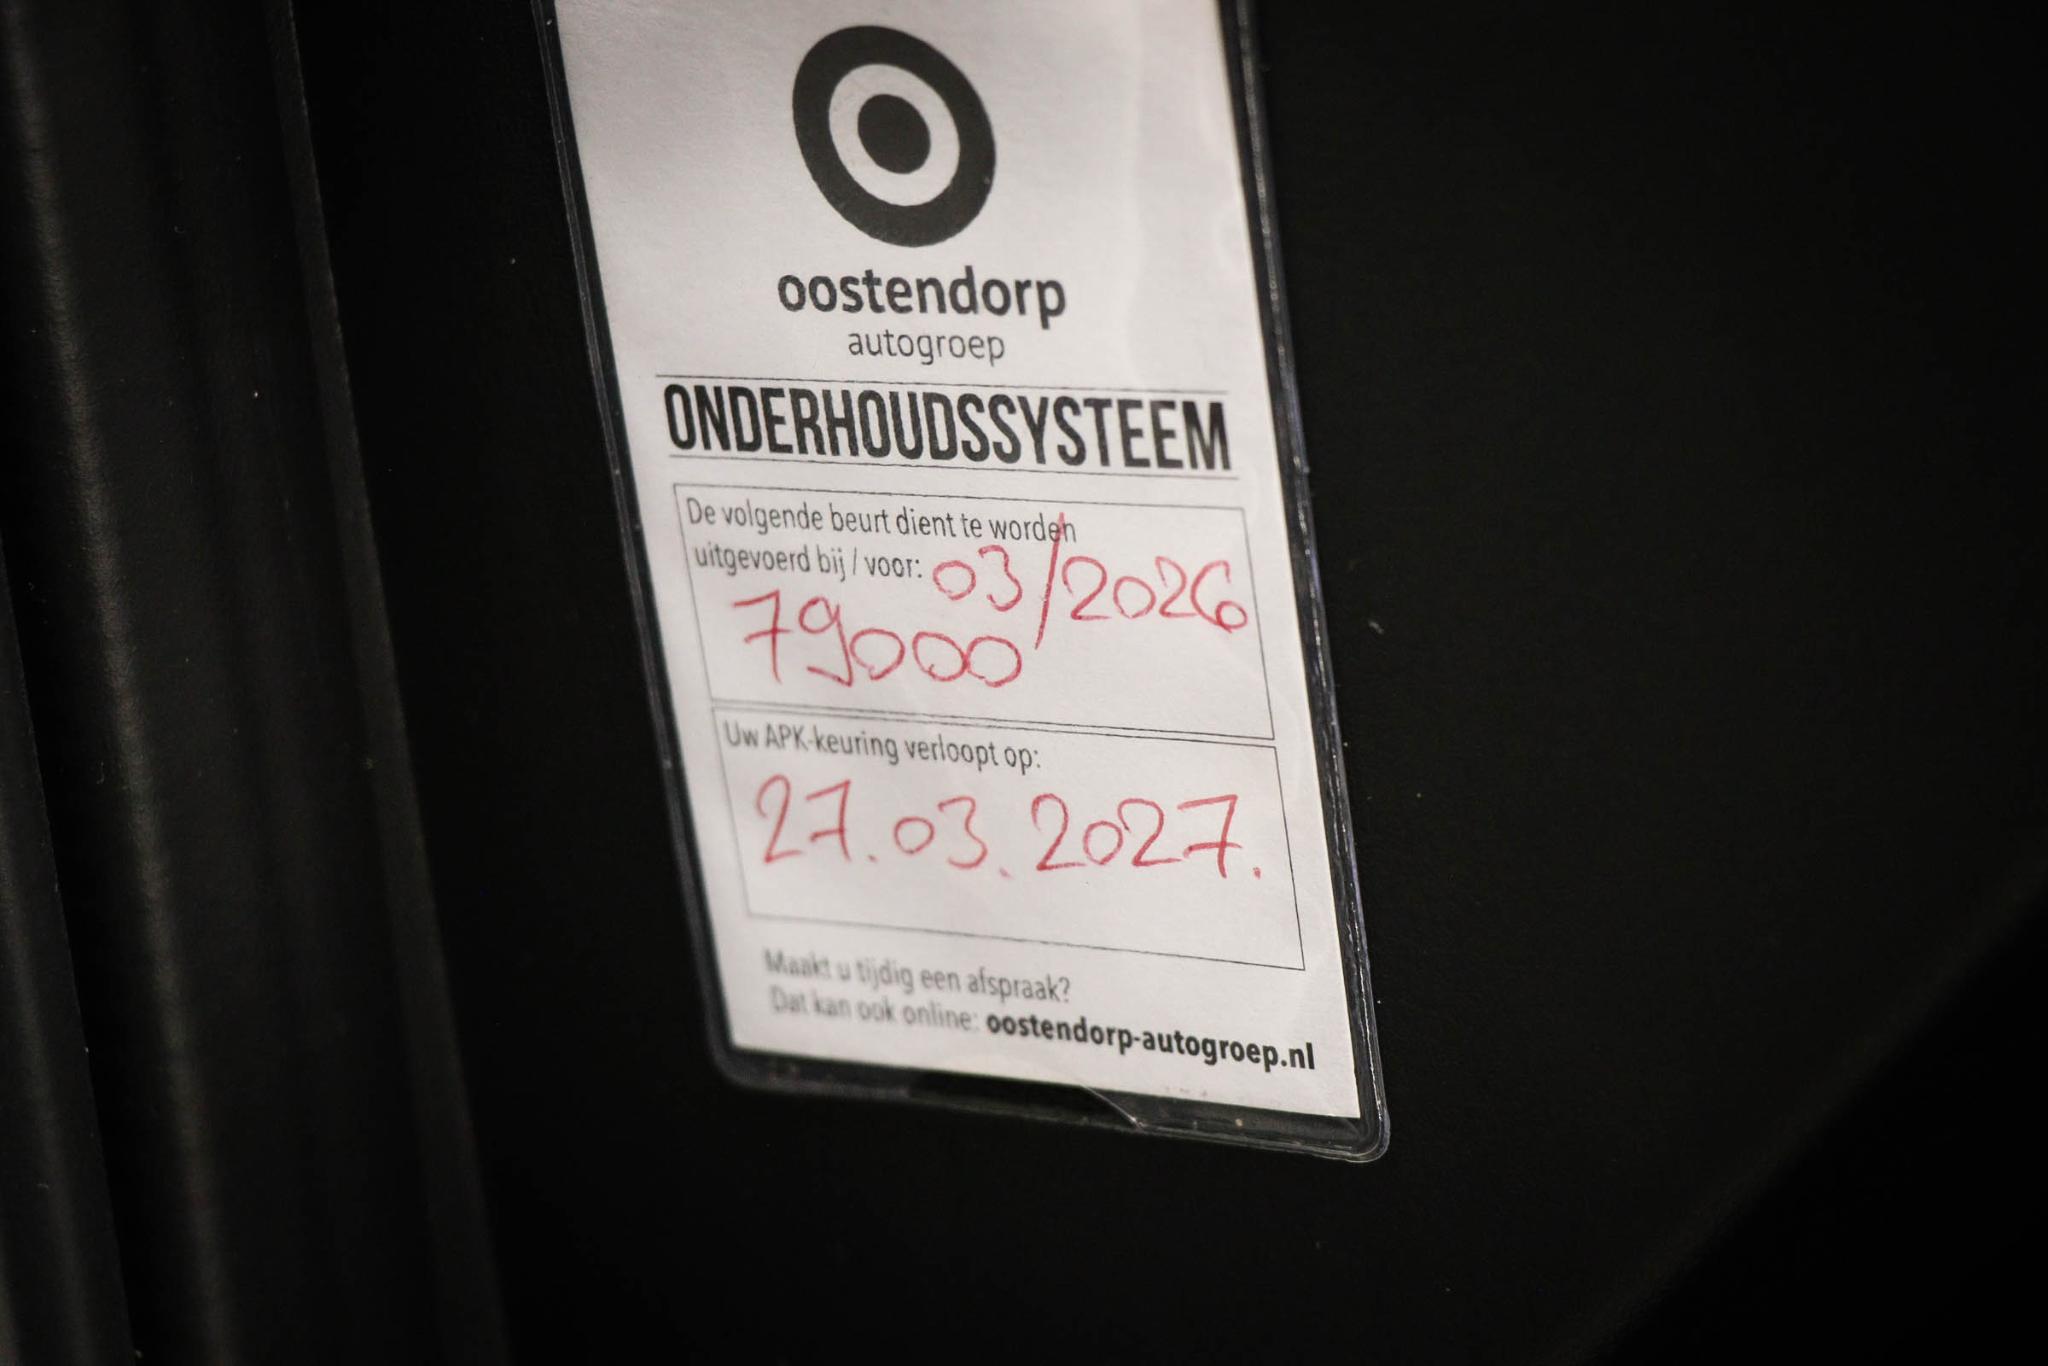 oostendorp
autogroep
ONDERHOUDSSYSTEEM
De volgende beurt dient te worden
uitgevoerd bij / voor: 03/2026
79000
Uw APK-keuring verloopt op:
27.03.2027.
Maakt u tijdig een afspraak?
Dat kan ook online: oostendorp-autogroep.nl